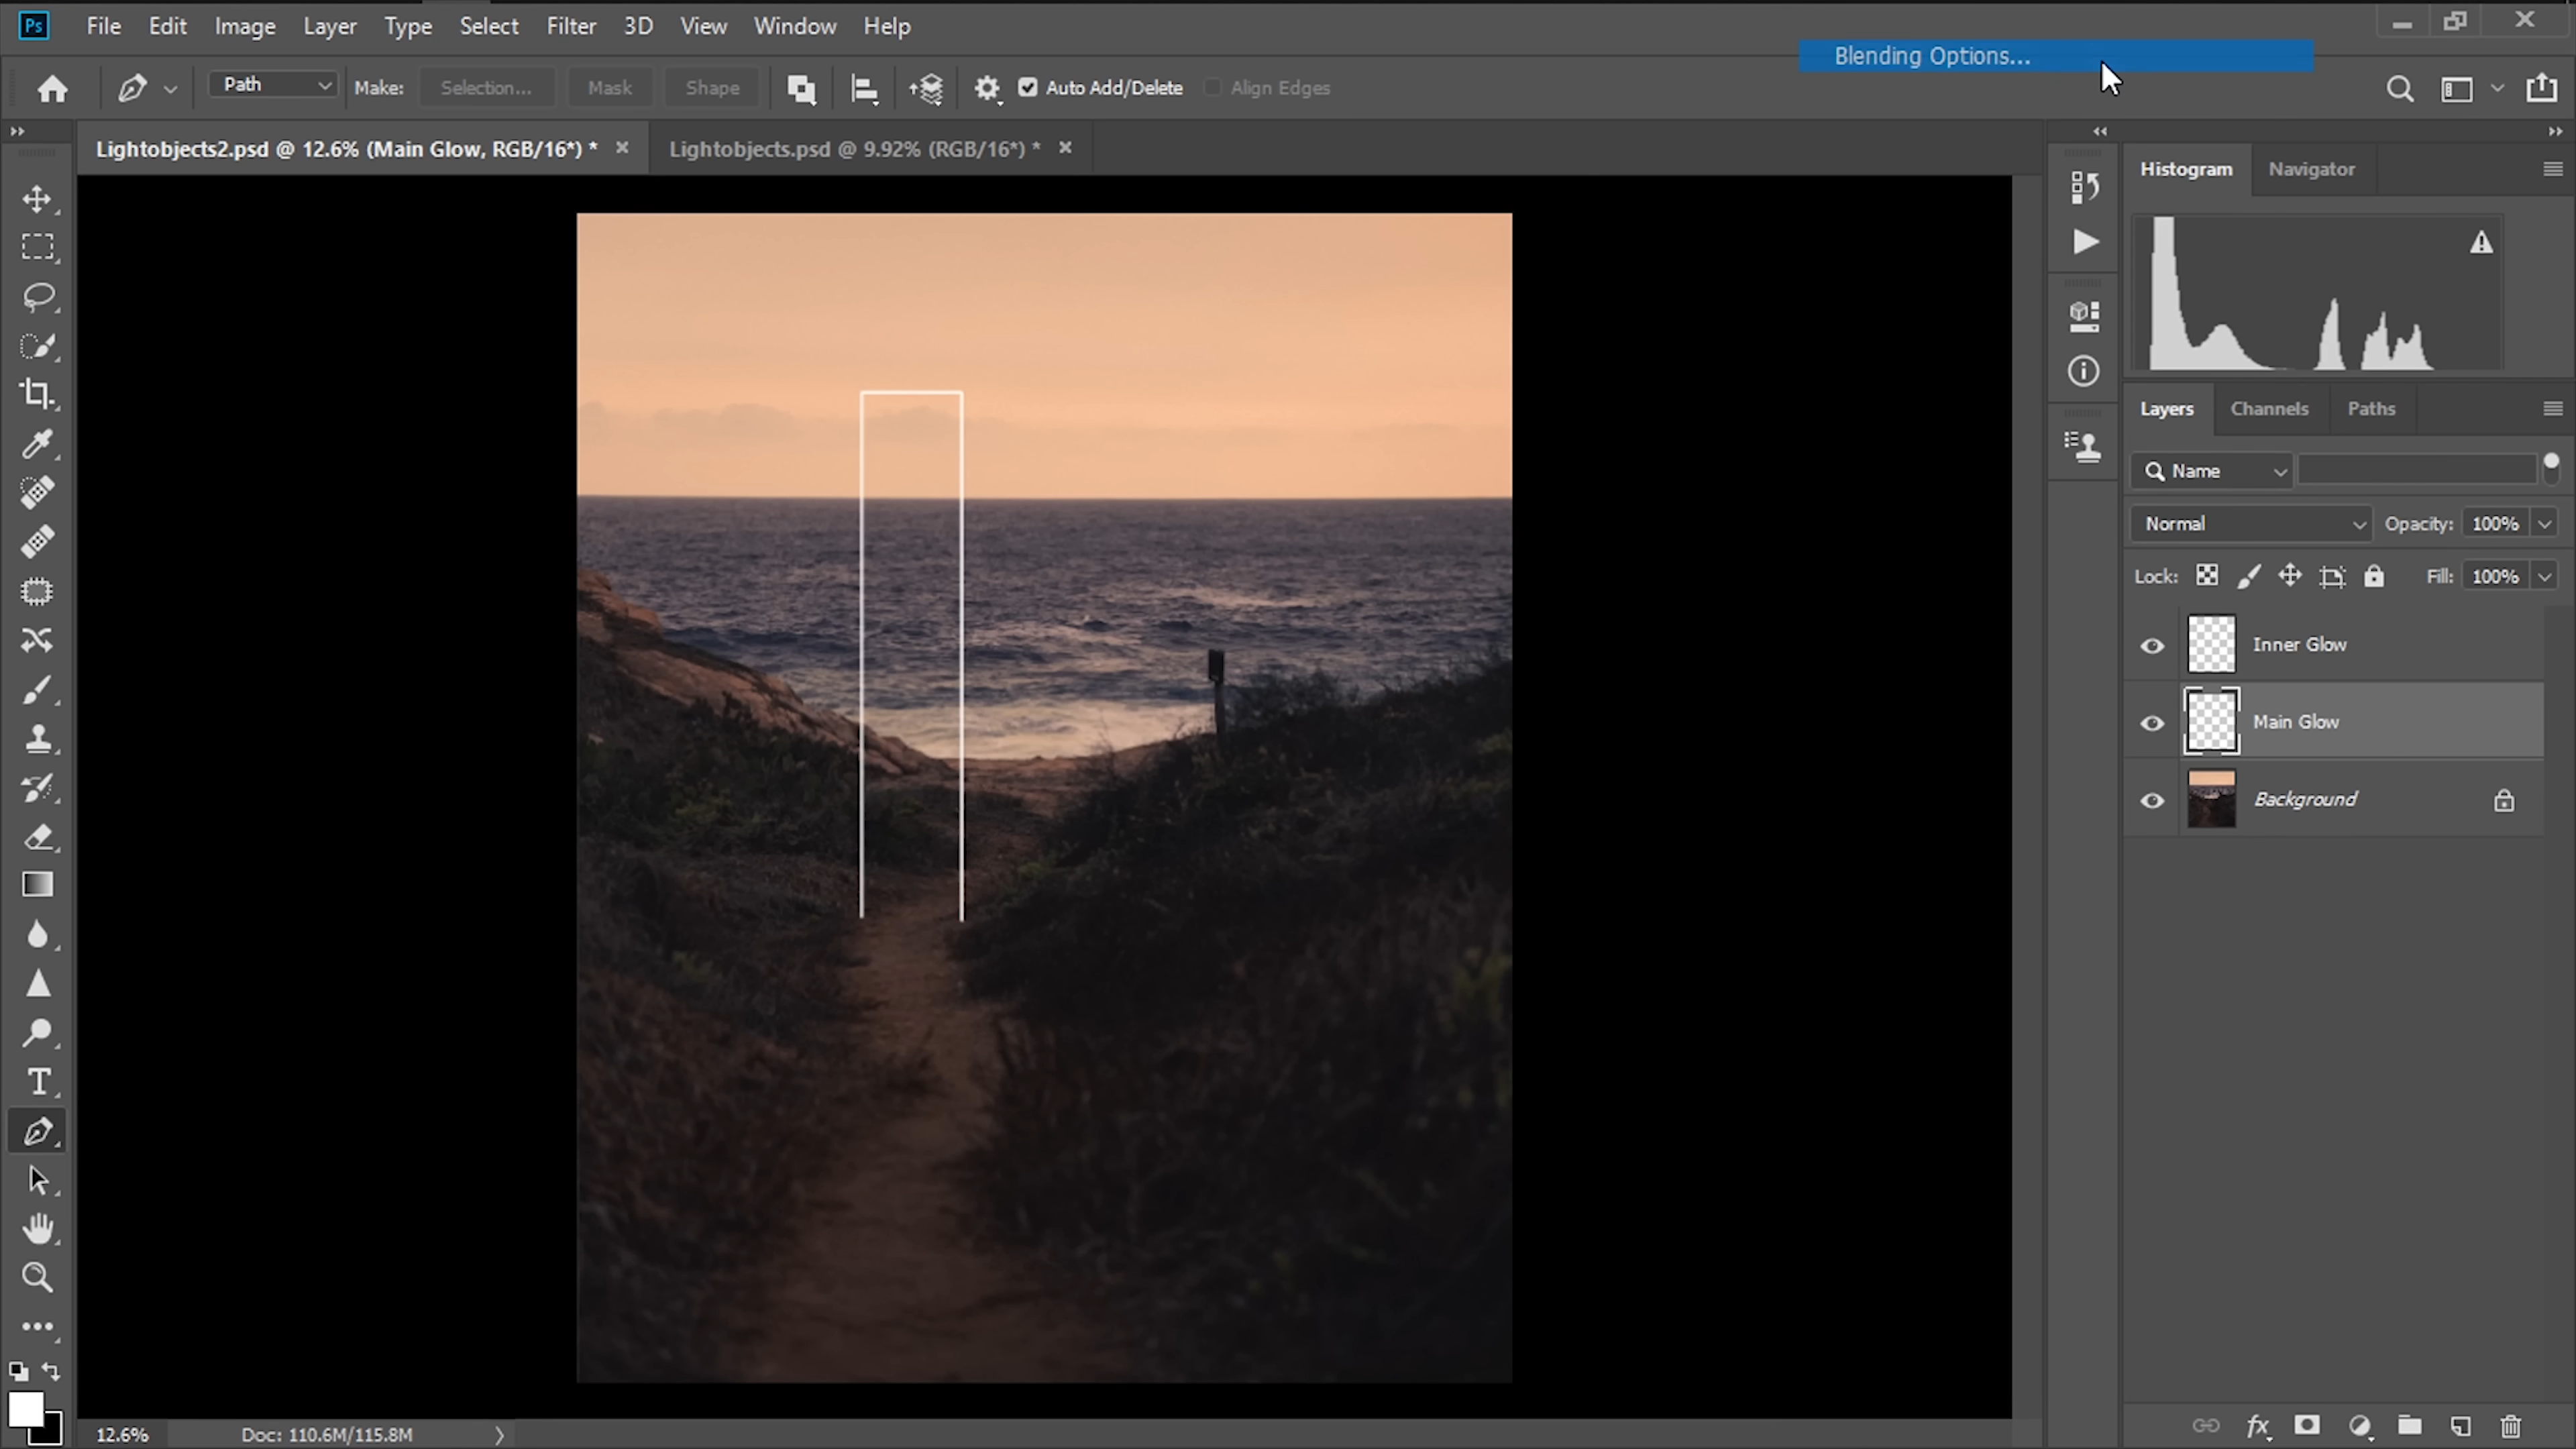 Ps File Edit Image Layer Type Select Filter 3D View Window Help
Blending Options...
Path Make: Selection... Mask Shape Auto Add/Delete Align Edges
Lightobjects2.psd @ 12.6% (Main Glow, RGB/16*) *
Lightobjects.psd @ 9.92% (RGB/16*) *
Histogram Navigator
Layers Channels Paths
Name
Normal Opacity: 100%
Lock: Fill: 100%
Inner Glow
Main Glow
Background
12.6% Doc: 110.6M/115.8M
fx